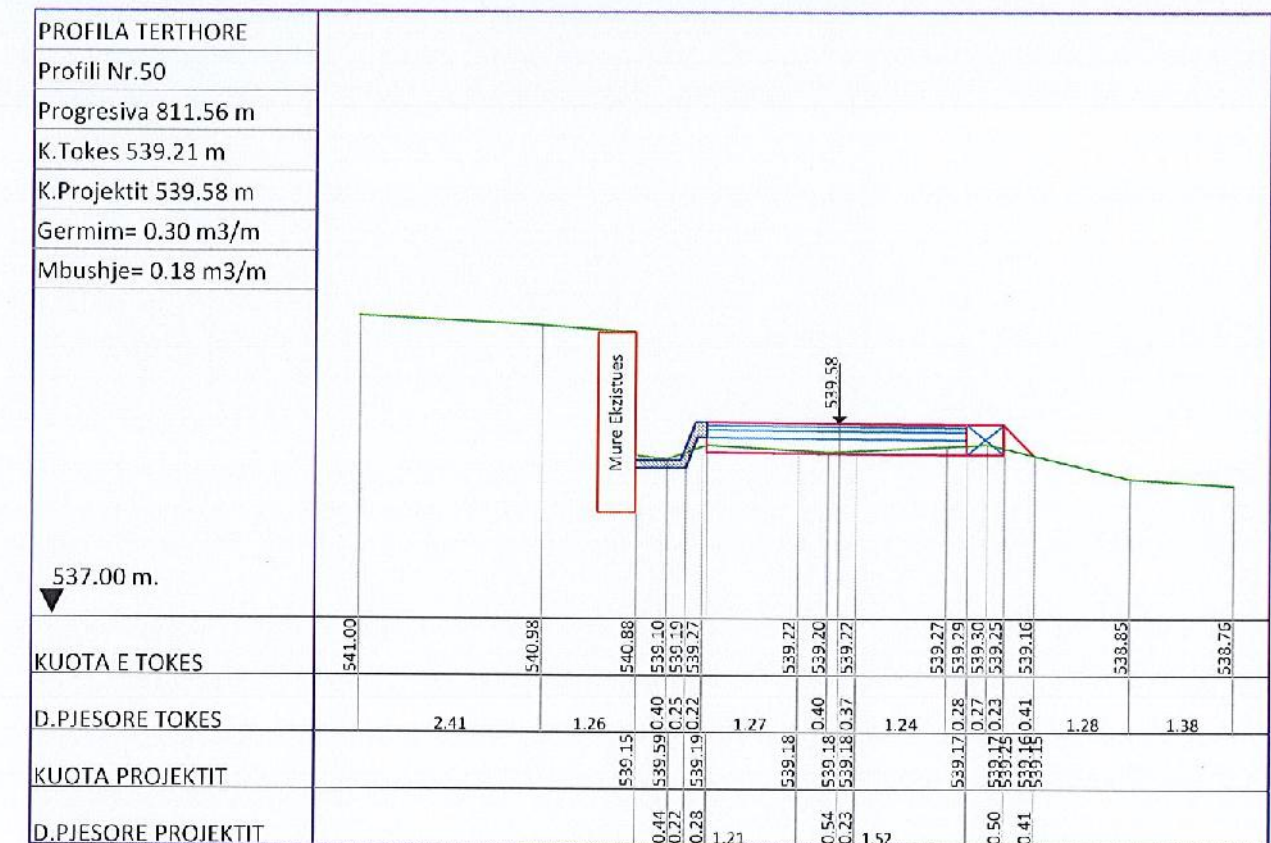 PROFILA TERTHORE
Profili Nr.50
Progresiva 811.56 m
K.Tokes 539.21 m
K.Projektit 539.58 m
Germim= 0.30 m3/m
Mbushje= 0.18 m3/m
Mure Ekzistues
539.58
537.00 m.
KUOTA E TOKES 541.00 540.98 540.88 539.10 539.19 539.27 539.22 539.20 539.22 539.27 539.29 539.30 539.25 539.16 538.85 538.76
D.PJESORE TOKES 2.41 1.26 0.40 0.25 0.22 1.27 0.40 0.37 1.24 0.28 0.27 0.23 0.41 1.28 1.38
KUOTA PROJEKTIT 539.15 539.59 539.19 539.18 539.18 539.18 539.17 539.17 539.16 539.15
D.PJESORE PROJEKTIT 0.44 0.22 0.28 1.21 0.54 0.23 1.52 0.50 0.41